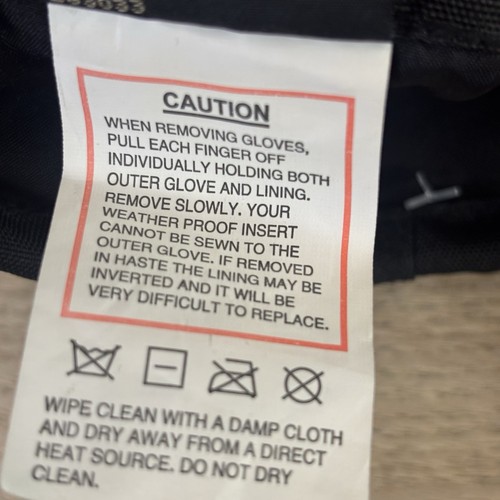 CAUTION
WHEN REMOVING GLOVES,
PULL EACH FINGER OFF
INDIVIDUALLY HOLDING BOTH
OUTER GLOVE AND LINING.
REMOVE SLOWLY. YOUR
WEATHER PROOF INSERT
CANNOT BE SEWN TO THE
OUTER GLOVE. IF REMOVED
IN HASTE THE LINING MAY BE
INVERTED AND IT WILL BE
VERY DIFFICULT TO REPLACE.
WIPE CLEAN WITH A DAMP CLOTH
AND DRY AWAY FROM A DIRECT
HEAT SOURCE. DO NOT DRY
CLEAN.